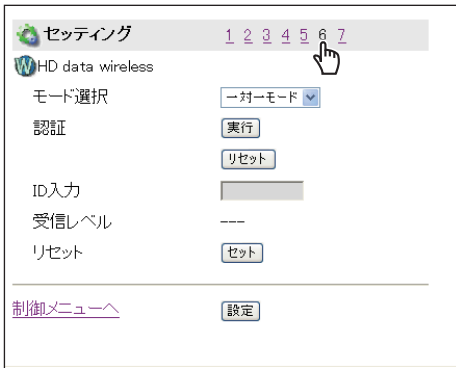 セッティング 1 2 3 4 5 6 7
HD data wireless
モード選択 一対一モード
認証 実行
リセット
ID入力
受信レベル ---
リセット セット
制御メニューへ 設定